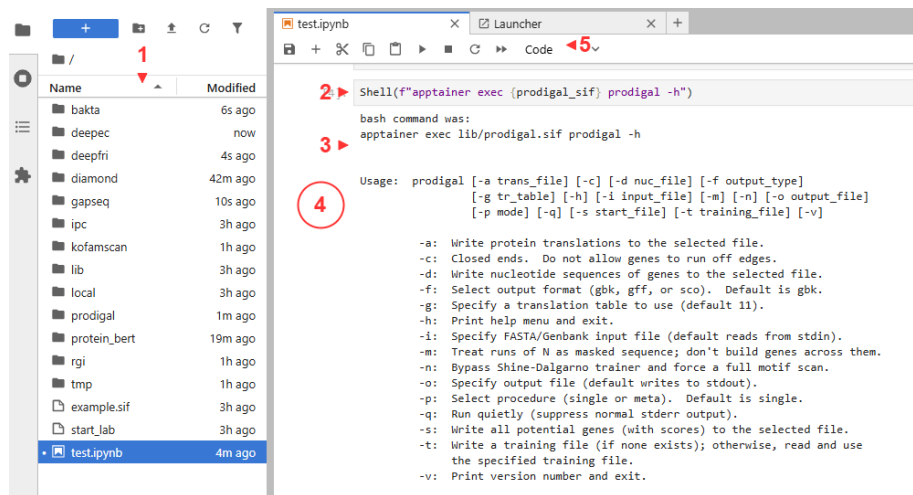 +
test.ipynb × Launcher × +
Code 5
/
1
Name Modified
bakta 6s ago
deepec now
deepfri 4s ago
diamond 42m ago
gapseq 10s ago
ipc 3h ago
kofamscan 1h ago
lib 3h ago
local 3h ago
prodigal 1m ago
protein_bert 19m ago
rgi 1h ago
tmp 1h ago
example.sif 3h ago
start_lab 3h ago
test.ipynb 4m ago
2 Shell(f"apptainer exec {prodigal_sif} prodigal -h")
bash command was:
apptainer exec lib/prodigal.sif prodigal -h
3
4
Usage:  prodigal [-a trans_file] [-c] [-d nuc_file] [-f output_type]
[-g tr_table] [-h] [-i input_file] [-m] [-n] [-o output_file]
[-p mode] [-q] [-s start_file] [-t training_file] [-v]
-a:  Write protein translations to the selected file.
-c:  Closed ends.  Do not allow genes to run off edges.
-d:  Write nucleotide sequences of genes to the selected file.
-f:  Select output format (gbk, gff, or sco).  Default is gbk.
-g:  Specify a translation table to use (default 11).
-h:  Print help menu and exit.
-i:  Specify FASTA/Genbank input file (default reads from stdin).
-m:  Treat runs of N as masked sequence; don't build genes across them.
-n:  Bypass Shine-Dalgarno trainer and force a full motif scan.
-o:  Specify output file (default writes to stdout).
-p:  Select procedure (single or meta).  Default is single.
-q:  Run quietly (suppress normal stderr output).
-s:  Write all potential genes (with scores) to the selected file.
-t:  Write a training file (if none exists); otherwise, read and use
the specified training file.
-v:  Print version number and exit.